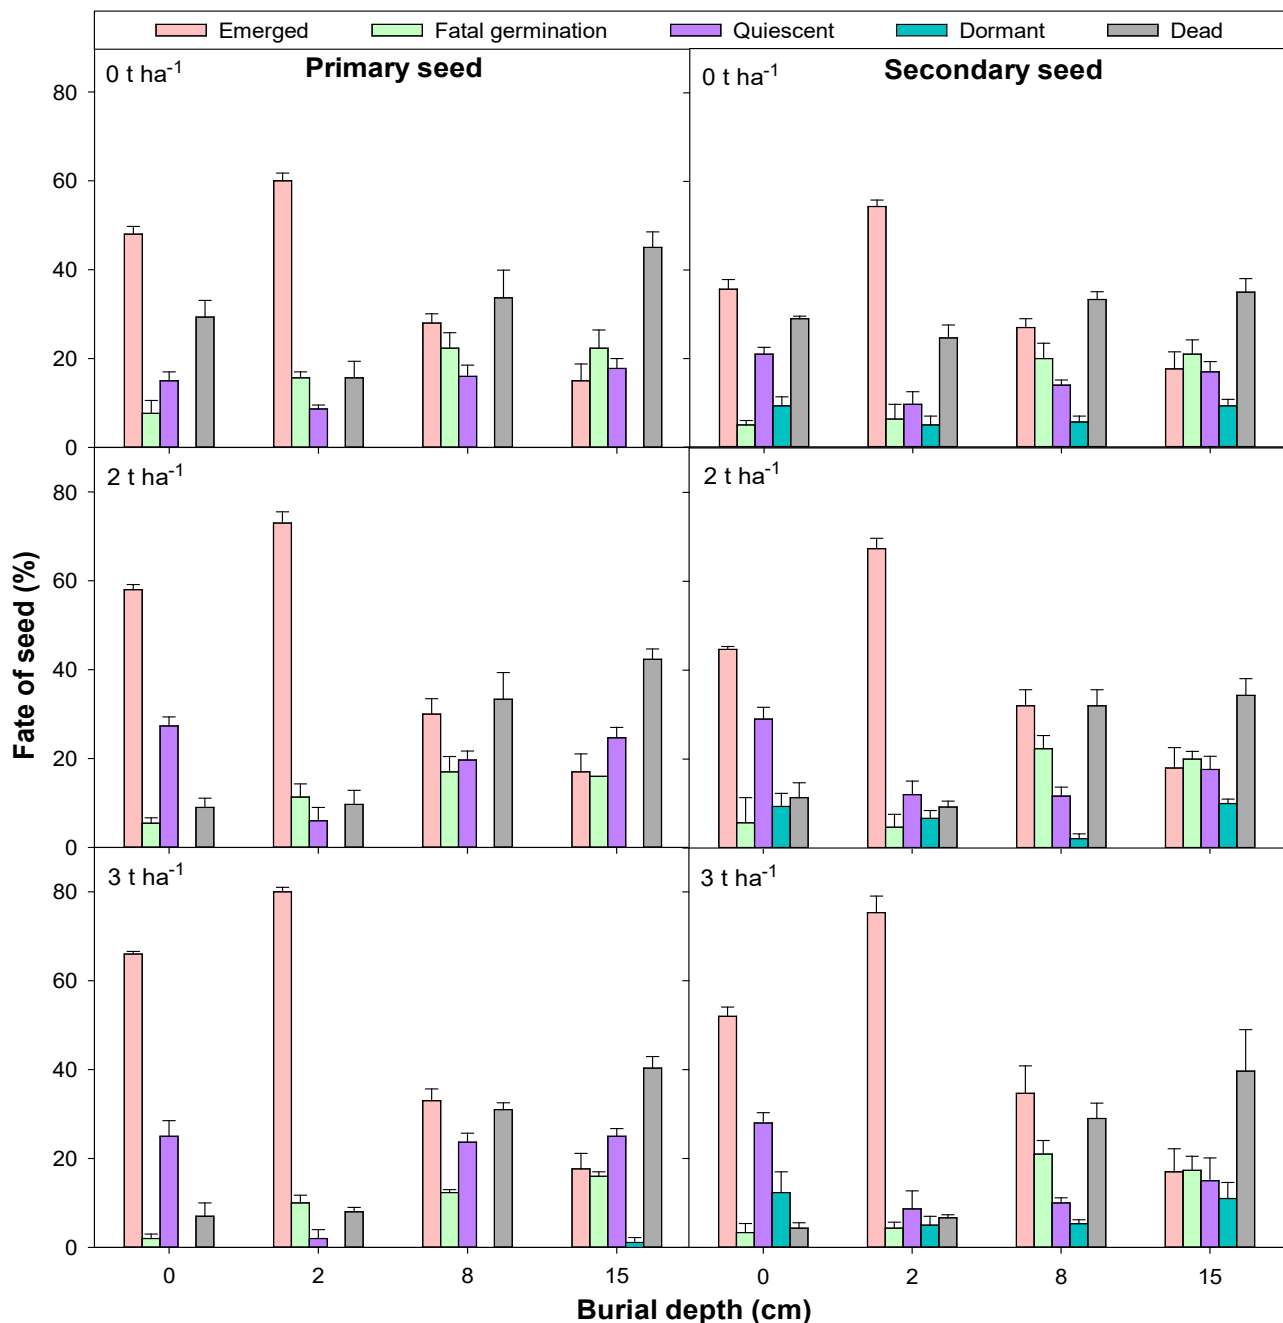 Emerged Fatal germination Quiescent Dormant Dead
0 t ha-1 Primary seed
0 t ha-1 Secondary seed
80
60
40
20
0
2 t ha-1
2 t ha-1
80
60
40
20
0
3 t ha-1
3 t ha-1
80
60
40
20
0
Fate of seed (%)
0 2 8 15
0 2 8 15
Burial depth (cm)